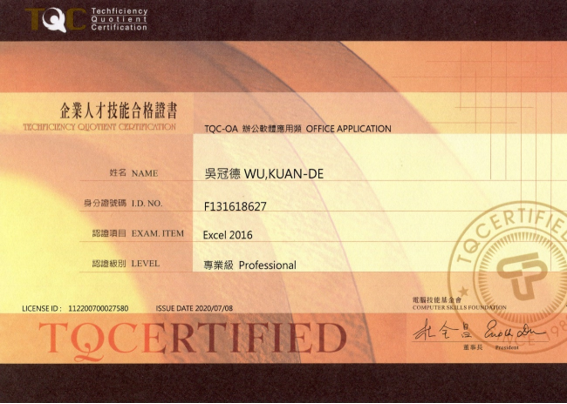 TQC Techficiency
Quotient
Certification
企業人才技能合格證書
TECHFICIENCY QUOTIENT CERTIFICATION
TQC-OA 辦公軟體應用類 OFFICE APPLICATION
姓名 NAME 吳冠德 WU,KUAN-DE
身分證號碼 I.D. NO. F131618627
認證項目 EXAM. ITEM Excel 2016
認證級別 LEVEL 專業級 Professional
TQCERTIFIED
LICENSE ID : 112200700027580 ISSUE DATE 2020/07/08
電腦技能基金會
COMPUTER SKILLS FOUNDATION
TQCERTIFIED
董事長 President